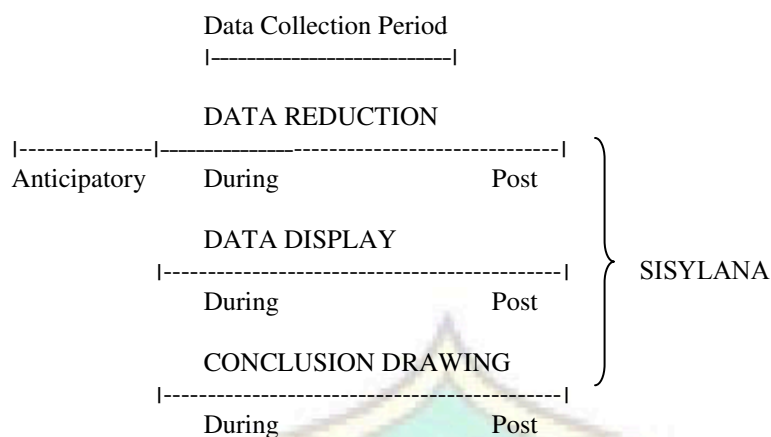 Data Collection Period
|---------------------------|
DATA REDUCTION
|---------------|---------------------------------------------|
Anticipatory During Post
DATA DISPLAY
|---------------------------------------------|
During Post
SISYLANA
CONCLUSION DRAWING
|---------------------------------------------|
During Post